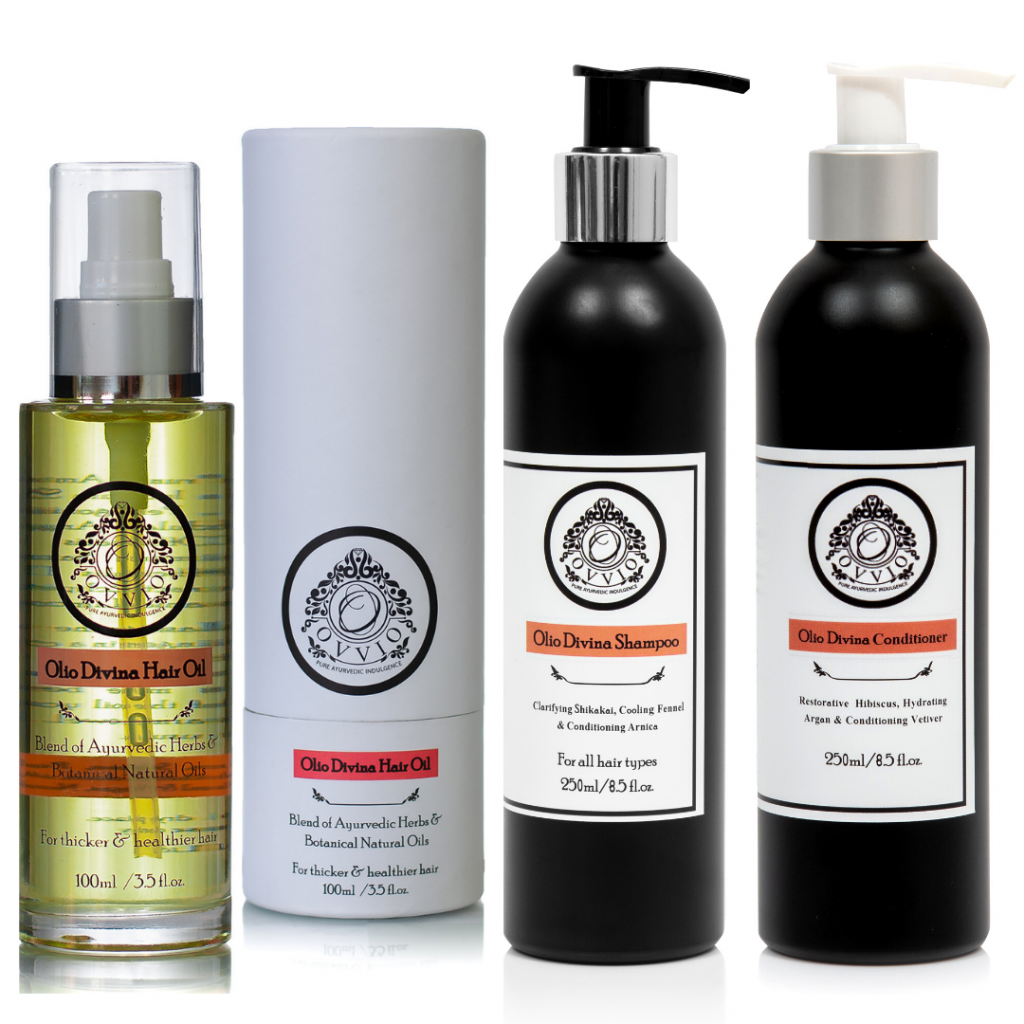 OVVIO
PURE AYURVEDIC INDULGENCE
Olio Divina Hair Oil
Blend of Ayurvedic Herbs &
Botanical Natural Oils
For thicker & healthier hair
100ml /3.5 fl.oz.
OVVIO
PURE AYURVEDIC INDULGENCE
Olio Divina Hair Oil
Blend of Ayurvedic Herbs &
Botanical Natural Oils
For thicker & healthier hair
100ml /3.5 fl.oz.
OVVIO
PURE AYURVEDIC INDULGENCE
Olio Divina Shampoo
Clarifying Shikakai, Cooling Fennel
& Conditioning Arnica
For all hair types
250ml/8.5 fl.oz.
OVVIO
PURE AYURVEDIC INDULGENCE
Olio Divina Conditioner
Restorative Hibiscus, Hydrating
Argan & Conditioning Vetiver
250ml/8.5 fl.oz.